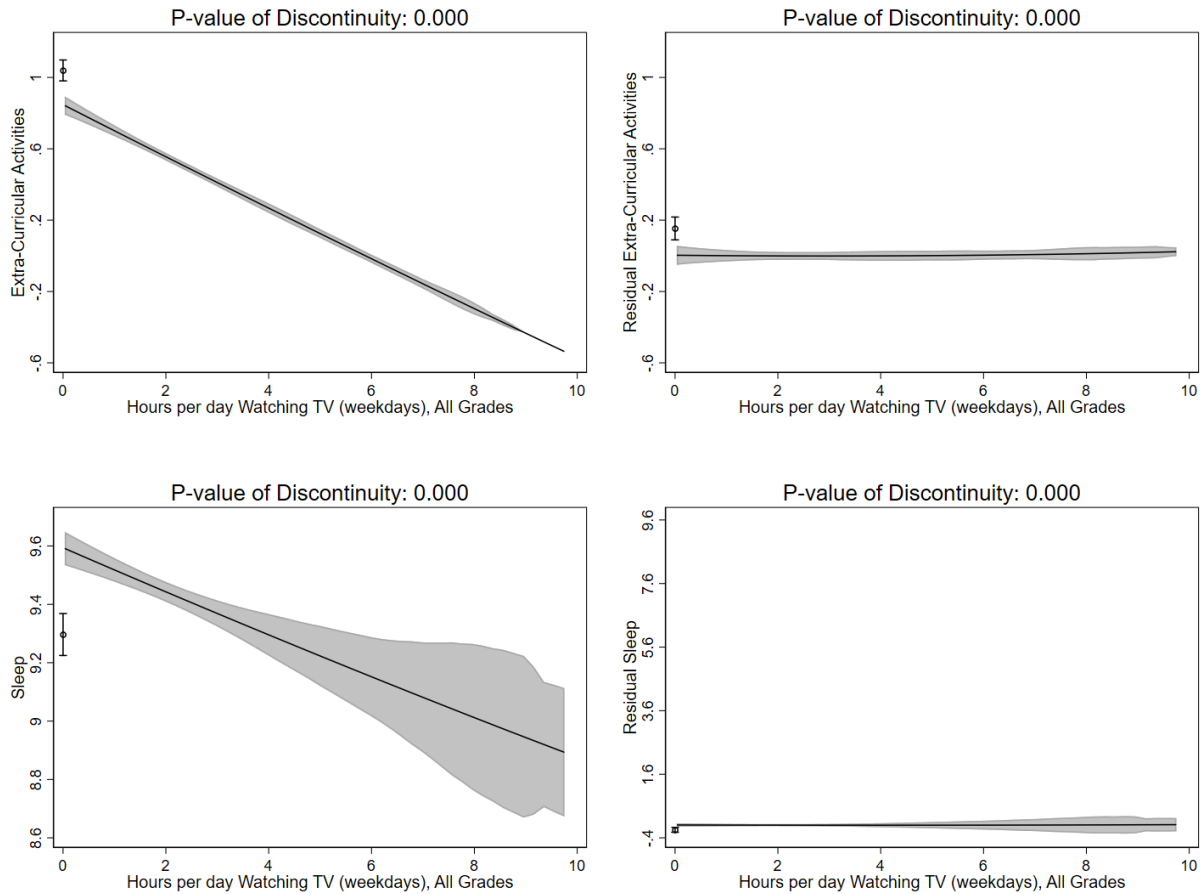 P-value of Discontinuity: 0.000
Extra-Curricular Activities
1
.6
.2
-.2
-.6
0 2 4 6 8 10
Hours per day Watching TV (weekdays), All Grades
P-value of Discontinuity: 0.000
Residual Extra-Curricular Activities
1
.6
.2
-.2
-.6
0 2 4 6 8 10
Hours per day Watching TV (weekdays), All Grades
P-value of Discontinuity: 0.000
Sleep
9.6
9.4
9.2
9
8.8
8.6
0 2 4 6 8 10
Hours per day Watching TV (weekdays), All Grades
P-value of Discontinuity: 0.000
Residual Sleep
9.6
7.6
5.6
3.6
1.6
-.4
0 2 4 6 8 10
Hours per day Watching TV (weekdays), All Grades